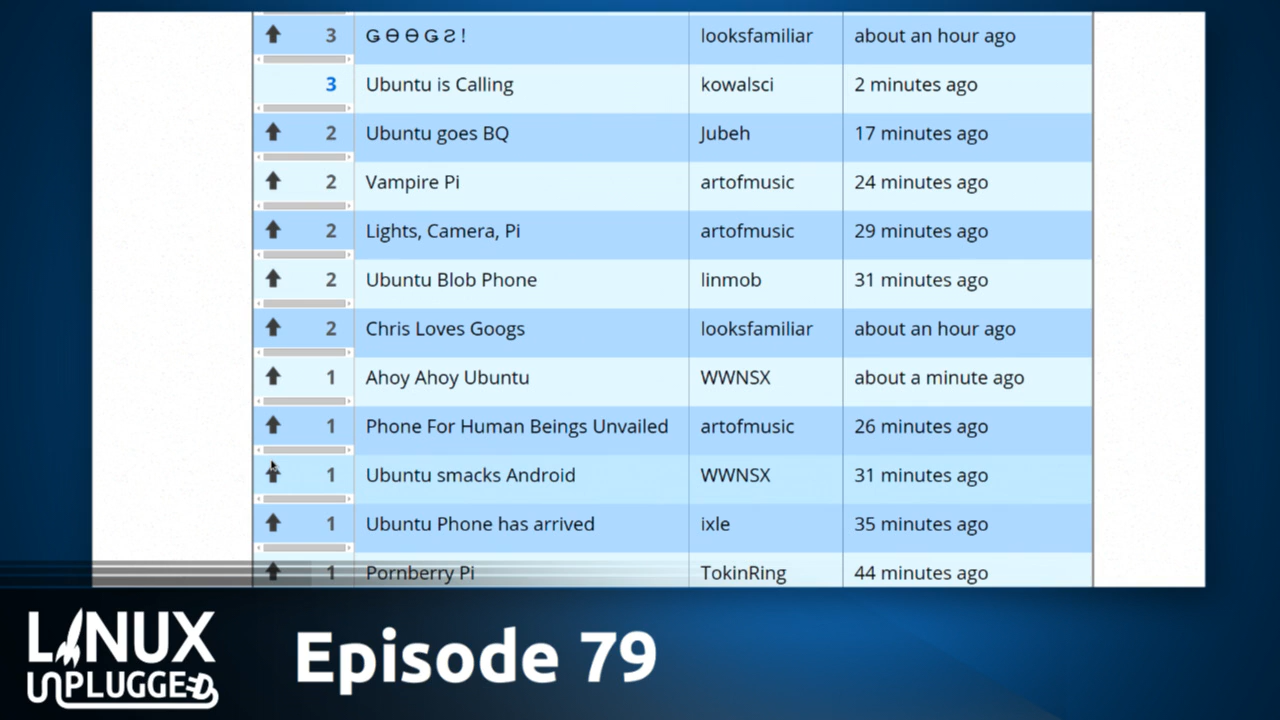 3 G Ө Ө G Ƨ ! looksfamiliar about an hour ago
3 Ubuntu is Calling kowalsci 2 minutes ago
2 Ubuntu goes BQ Jubeh 17 minutes ago
2 Vampire Pi artofmusic 24 minutes ago
2 Lights, Camera, Pi artofmusic 29 minutes ago
2 Ubuntu Blob Phone linmob 31 minutes ago
2 Chris Loves Googs looksfamiliar about an hour ago
1 Ahoy Ahoy Ubuntu WWNSX about a minute ago
1 Phone For Human Beings Unvailed artofmusic 26 minutes ago
1 Ubuntu smacks Android WWNSX 31 minutes ago
1 Ubuntu Phone has arrived ixle 35 minutes ago
1 Pornberry Pi TokinRing 44 minutes ago
LINUX
UNPLUGGED
Episode 79